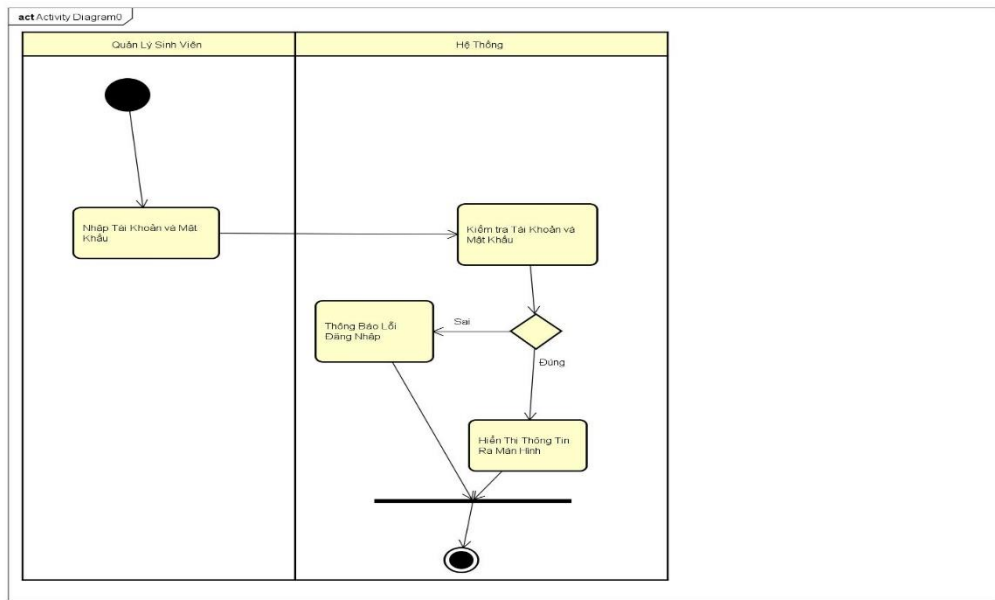 act Activity Diagram0
Quản Lý Sinh Viên
Hệ Thống
Nhập Tài Khoản và Mật
Khẩu
Kiểm tra Tài Khoản và
Mật Khẩu
Thông Báo Lỗi
Đăng Nhập
Sai
Đúng
Hiển Thị Thông Tin
Ra Màn Hình